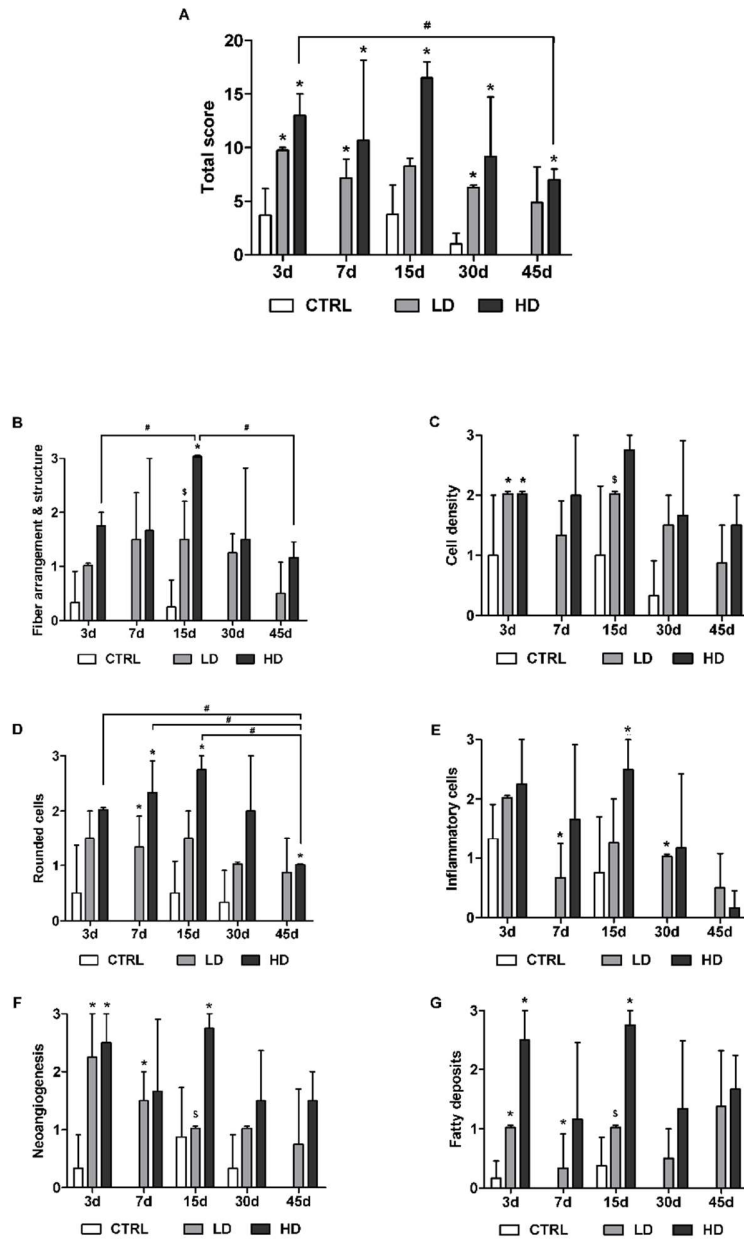 A
#
Total score
20
15
10
5
0
* * * * * * * *
3d 7d 15d 30d 45d
CTRL LD HD
B
# #
Fiber arrangement & structure
3
2
1
0
$ *
3d 7d 15d 30d 45d
CTRL LD HD
C
Cell density
3
2
1
0
* * $
3d 7d 15d 30d 45d
CTRL LD HD
D
#
#
#
Rounded cells
3
2
1
0
* * * *
3d 7d 15d 30d 45d
CTRL LD HD
E
Inflammatory cells
3
2
1
0
* * *
3d 7d 15d 30d 45d
CTRL LD HD
F
Neoangiogenesis
3
2
1
0
* * * $ *
3d 7d 15d 30d 45d
CTRL LD HD
G
Fatty deposits
3
2
1
0
* * * $ *
3d 7d 15d 30d 45d
CTRL LD HD